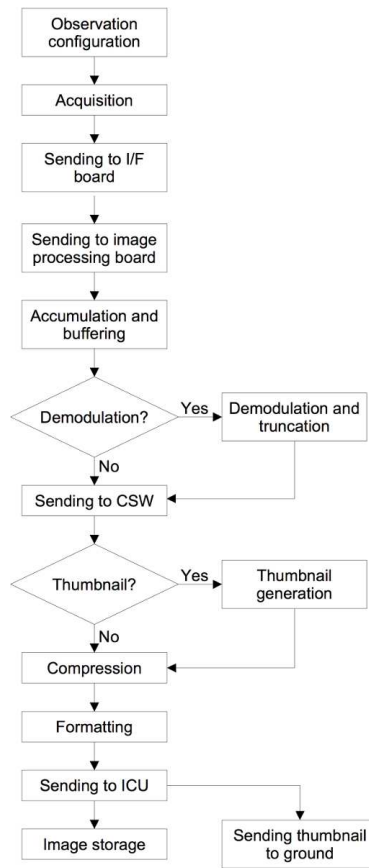 Observation
configuration
Acquisition
Sending to I/F
board
Sending to image
processing board
Accumulation and
buffering
Demodulation?
Yes
Demodulation and
truncation
No
Sending to CSW
Thumbnail?
Yes
Thumbnail
generation
No
Compression
Formatting
Sending to ICU
Image storage
Sending thumbnail
to ground